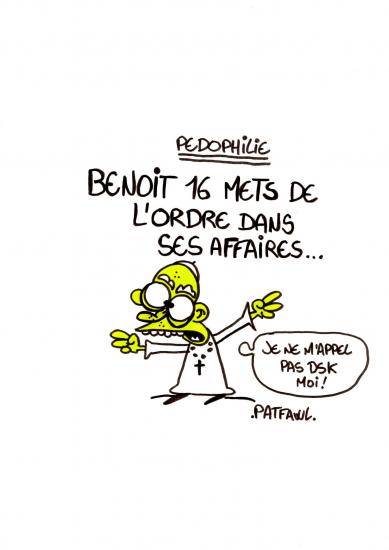 PEDOPHILIE
BENOIT 16 METS DE
L'ORDRE DANS
SES AFFAIRES...
JE NE M'APPEL
PAS DSK
MOI!
.PATFAWL.